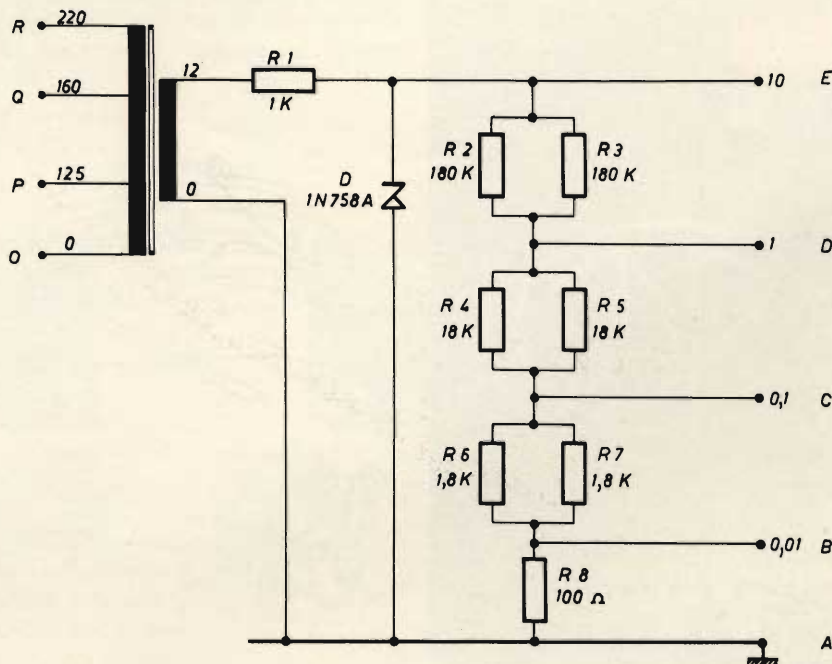 R 220
Q 160
P 125
O 0
12
0
R 1
1 K
D
1N758A
R 2
180 K
R 3
180 K
R 4
18 K
R 5
18 K
R 6
1,8 K
R 7
1,8 K
R 8
100 Ω
10 E
1 D
0,1 C
0,01 B
A